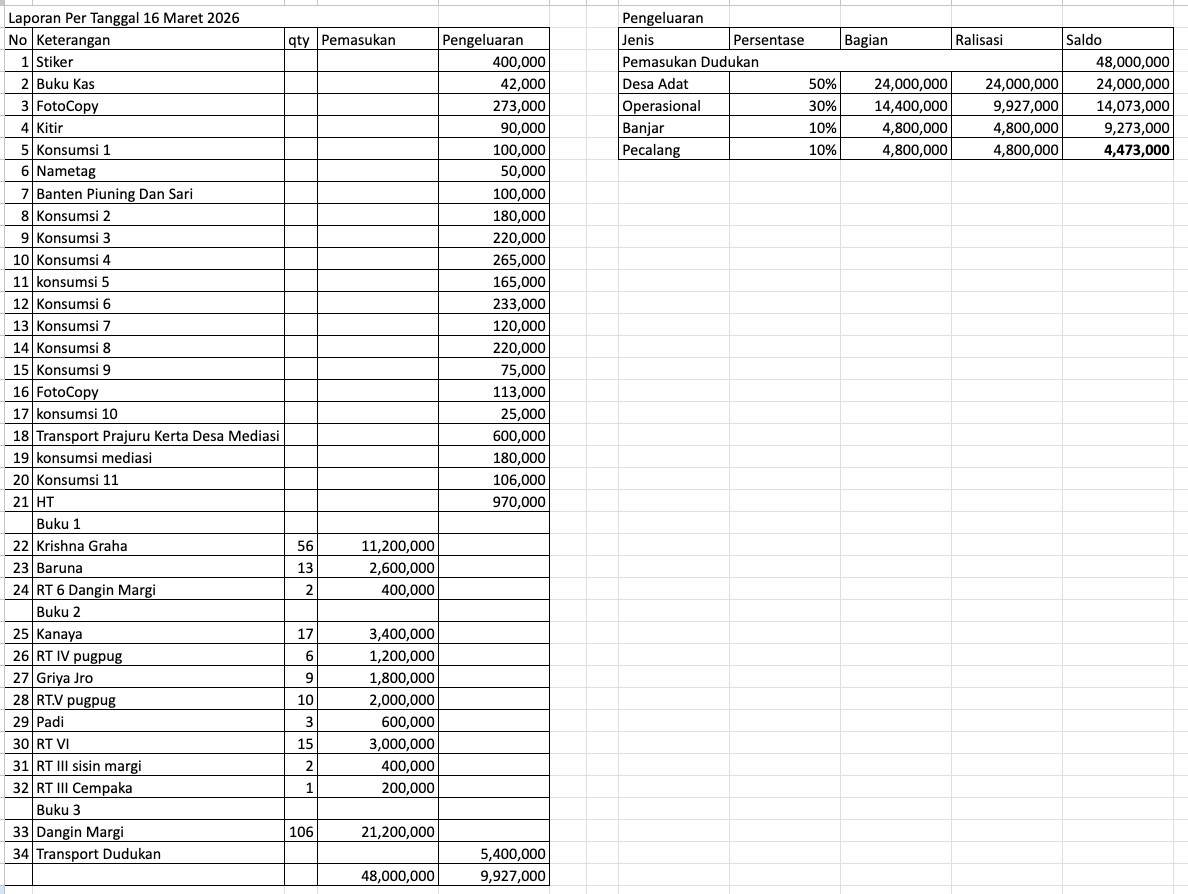 Laporan Per Tanggal 16 Maret 2026
No Keterangan qty Pemasukan Pengeluaran
1 Stiker 400,000
2 Buku Kas 42,000
3 FotoCopy 273,000
4 Kitir 90,000
5 Konsumsi 1 100,000
6 Nametag 50,000
7 Banten Piuning Dan Sari 100,000
8 Konsumsi 2 180,000
9 Konsumsi 3 220,000
10 Konsumsi 4 265,000
11 konsumsi 5 165,000
12 Konsumsi 6 233,000
13 Konsumsi 7 120,000
14 Konsumsi 8 220,000
15 Konsumsi 9 75,000
16 FotoCopy 113,000
17 konsumsi 10 25,000
18 Transport Prajuru Kerta Desa Mediasi 600,000
19 konsumsi mediasi 180,000
20 Konsumsi 11 106,000
21 HT 970,000
Buku 1
22 Krishna Graha 56 11,200,000
23 Baruna 13 2,600,000
24 RT 6 Dangin Margi 2 400,000
Buku 2
25 Kanaya 17 3,400,000
26 RT IV pugpug 6 1,200,000
27 Griya Jro 9 1,800,000
28 RT.V pugpug 10 2,000,000
29 Padi 3 600,000
30 RT VI 15 3,000,000
31 RT III sisin margi 2 400,000
32 RT III Cempaka 1 200,000
Buku 3
33 Dangin Margi 106 21,200,000
34 Transport Dudukan 5,400,000
48,000,000 9,927,000
Pengeluaran
Jenis Persentase Bagian Ralisasi Saldo
Pemasukan Dudukan 48,000,000
Desa Adat 50% 24,000,000 24,000,000 24,000,000
Operasional 30% 14,400,000 9,927,000 14,073,000
Banjar 10% 4,800,000 4,800,000 9,273,000
Pecalang 10% 4,800,000 4,800,000 4,473,000